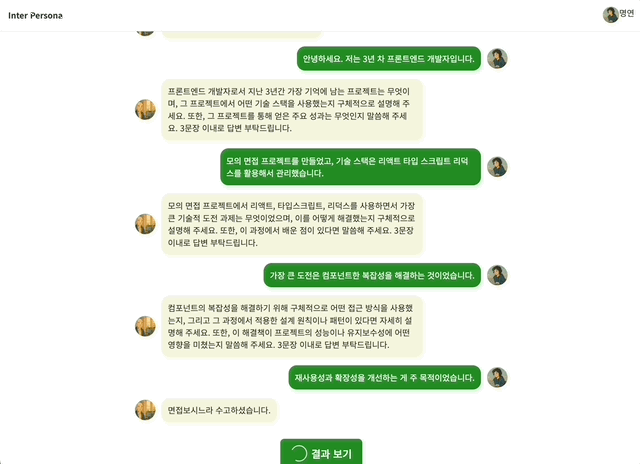 Inter Persona
명연
안녕하세요. 저는 3년 차 프론트엔드 개발자입니다.
프론트엔드 개발자로서 지난 3년간 가장 기억에 남는 프로젝트는 무엇이
며, 그 프로젝트에서 어떤 기술 스택을 사용했는지 구체적으로 설명해 주
세요. 또한, 그 프로젝트를 통해 얻은 주요 성과는 무엇인지 말씀해 주세
요. 3문장 이내로 답변 부탁드립니다.
모의 면접 프로젝트를 만들었고, 기술 스택은 리액트 타입 스크립트 리덕
스를 활용해서 관리했습니다.
모의 면접 프로젝트에서 리액트, 타입스크립트, 리덕스를 사용하면서 가장
큰 기술적 도전 과제는 무엇이었으며, 이를 어떻게 해결했는지 구체적으로
설명해 주세요. 또한, 이 과정에서 배운 점이 있다면 말씀해 주세요. 3문장
이내로 답변 부탁드립니다.
가장 큰 도전은 컴포넌트한 복잡성을 해결하는 것이었습니다.
컴포넌트의 복잡성을 해결하기 위해 구체적으로 어떤 접근 방식을 사용했
는지, 그리고 그 과정에서 적용한 설계 원칙이나 패턴이 있다면 자세히 설
명해 주세요. 또한, 이 해결책이 프로젝트의 성능이나 유지보수성에 어떤
영향을 미쳤는지 말씀해 주세요. 3문장 이내로 답변 부탁드립니다.
재사용성과 확장성을 개선하는 게 주 목적이었습니다.
면접보시느라 수고하셨습니다.
결과 보기